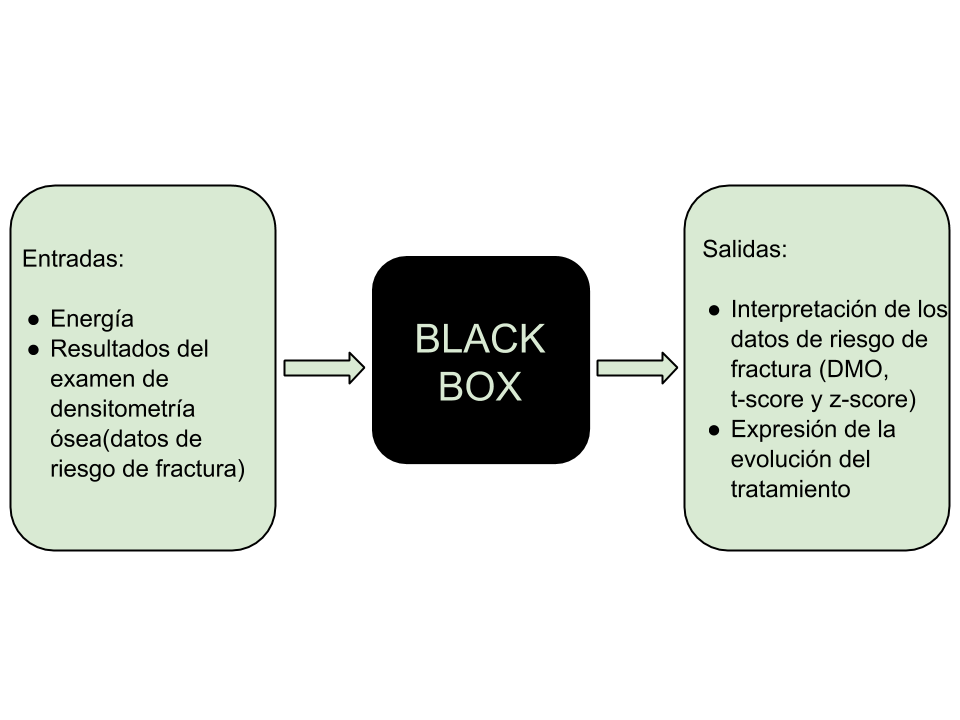 Entradas:
● Energía
● Resultados del
examen de
densitometría
ósea(datos de
riesgo de fractura)
BLACK
BOX
Salidas:
● Interpretación de los
datos de riesgo de
fractura (DMO,
t-score y z-score)
● Expresión de la
evolución del
tratamiento